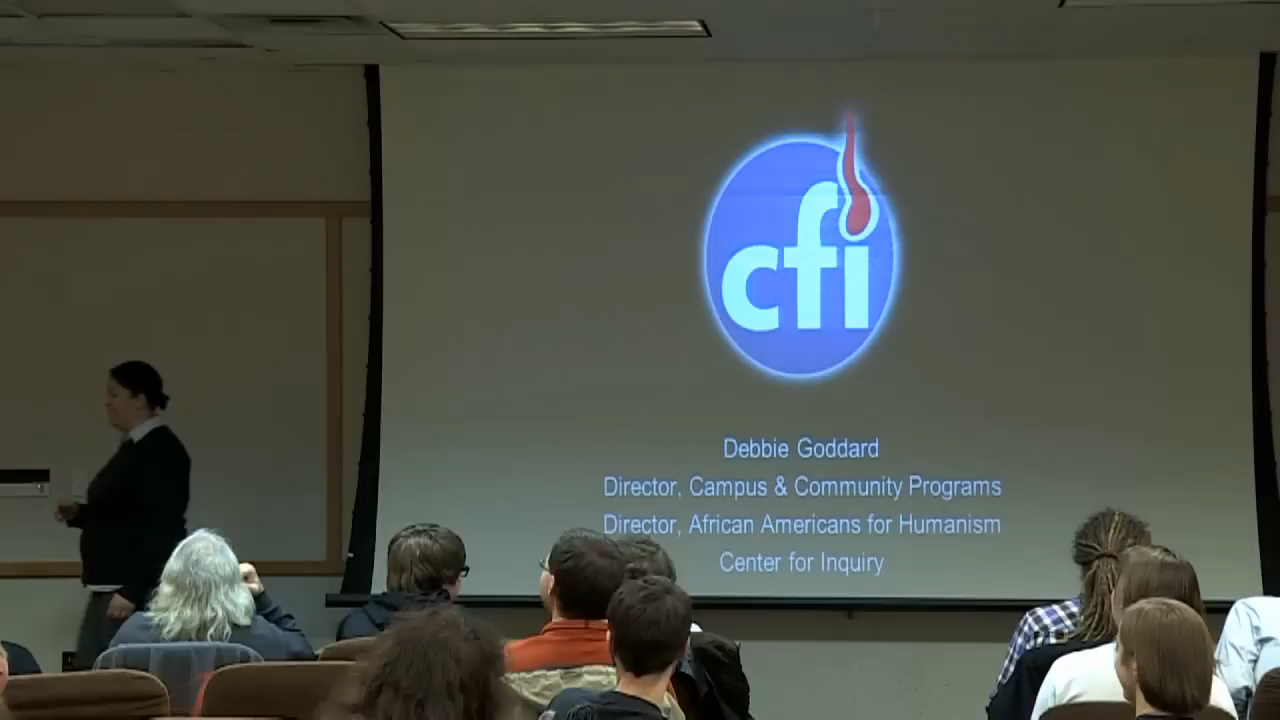 cfi
Debbie Goddard
Director, Campus & Community Programs
Director, African Americans for Humanism
Center for Inquiry